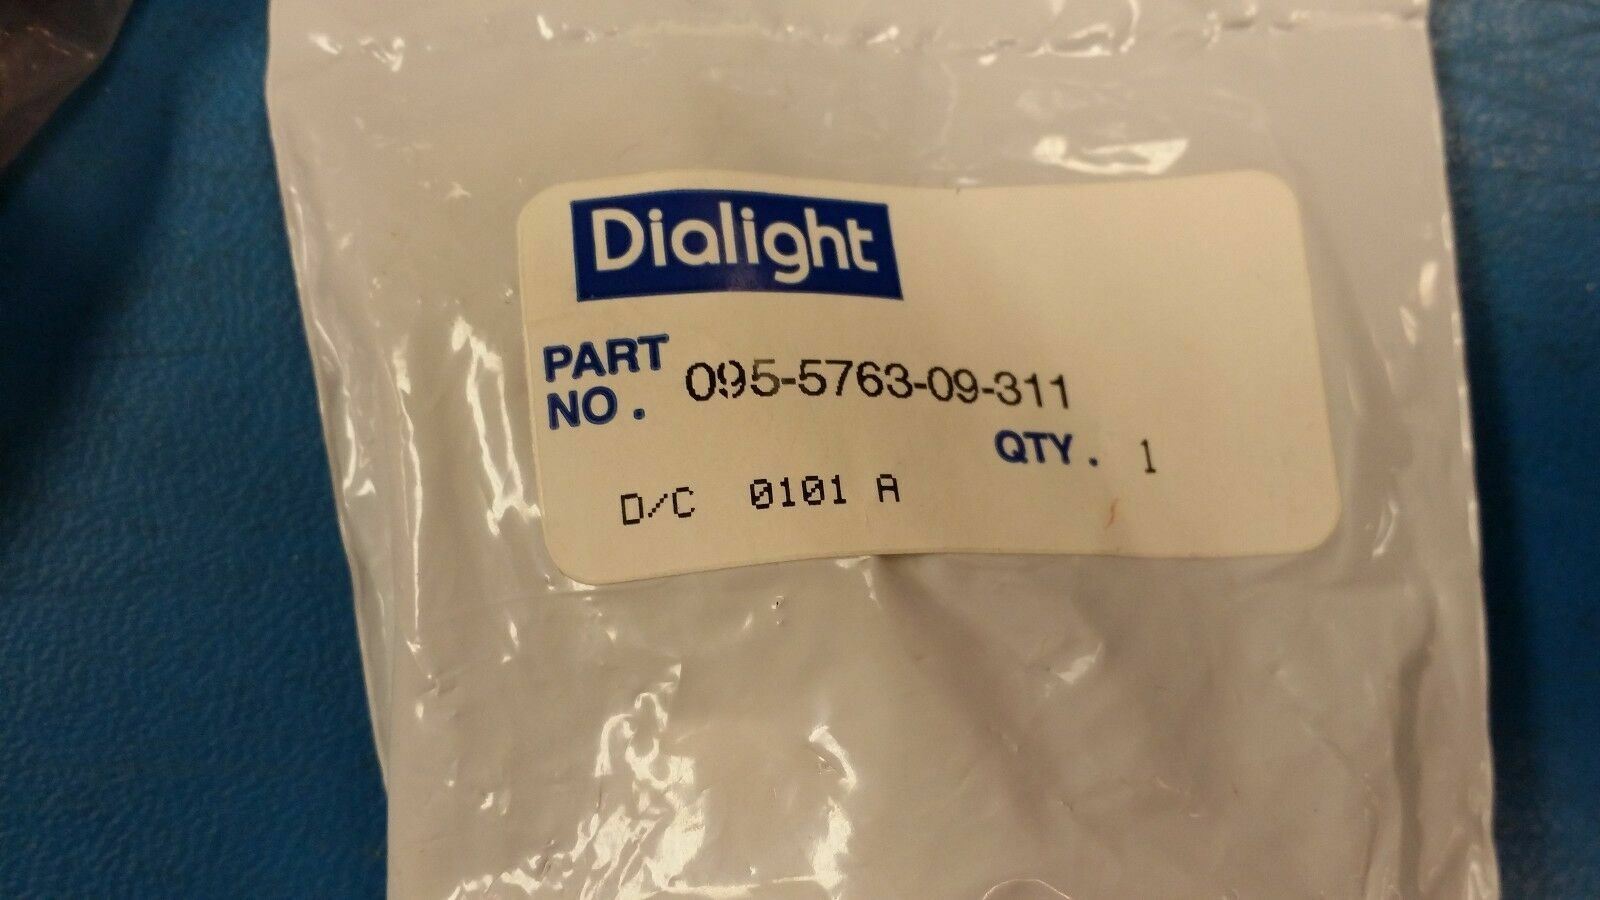 Dialight
PART NO. 095-5763-09-311
QTY. 1
D/C 0101 A